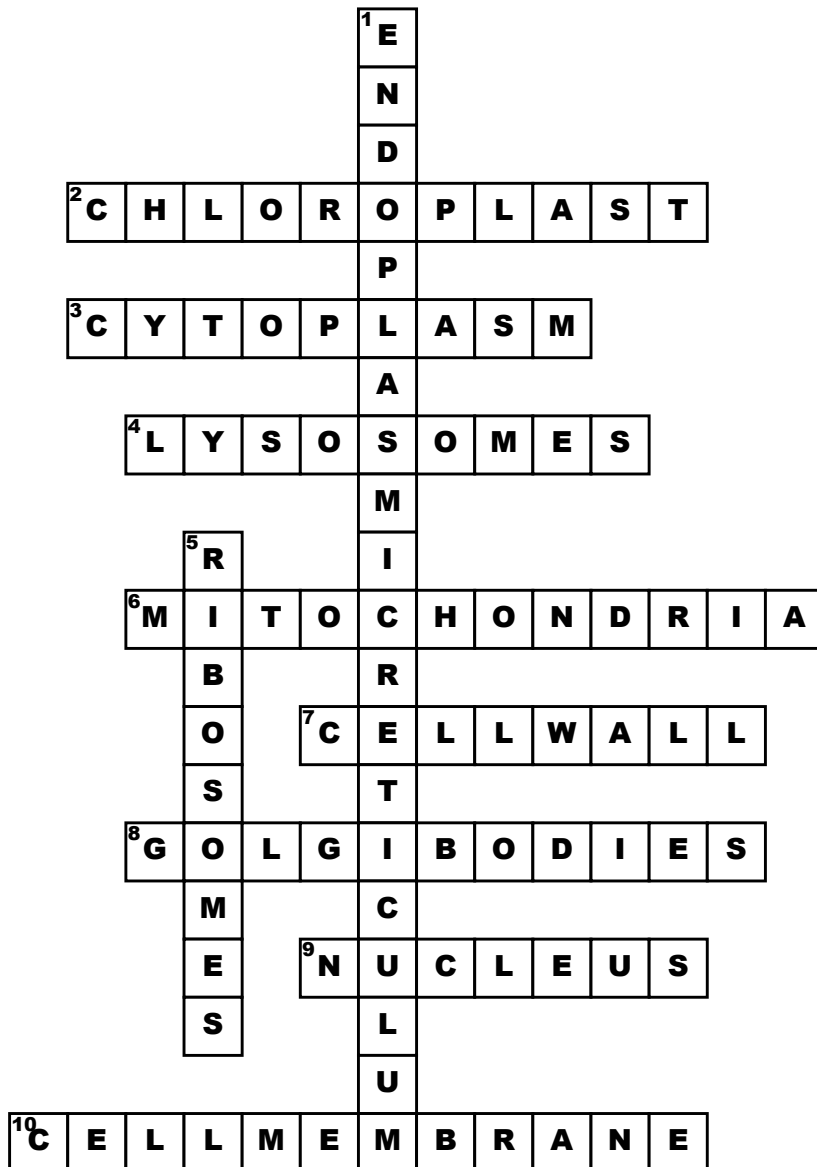 1 E
N
D
2 C H L O R O P L A S T
P
3 C Y T O P L A S M
A
4 L Y S O S O M E S
M
5 R I
6 M I T O C H O N D R I A
B R
O 7 C E L L W A L L
S T
8 G O L G I B O D I E S
M C
E 9 N U C L E U S
S L
U
10 C E L L M E M B R A N E